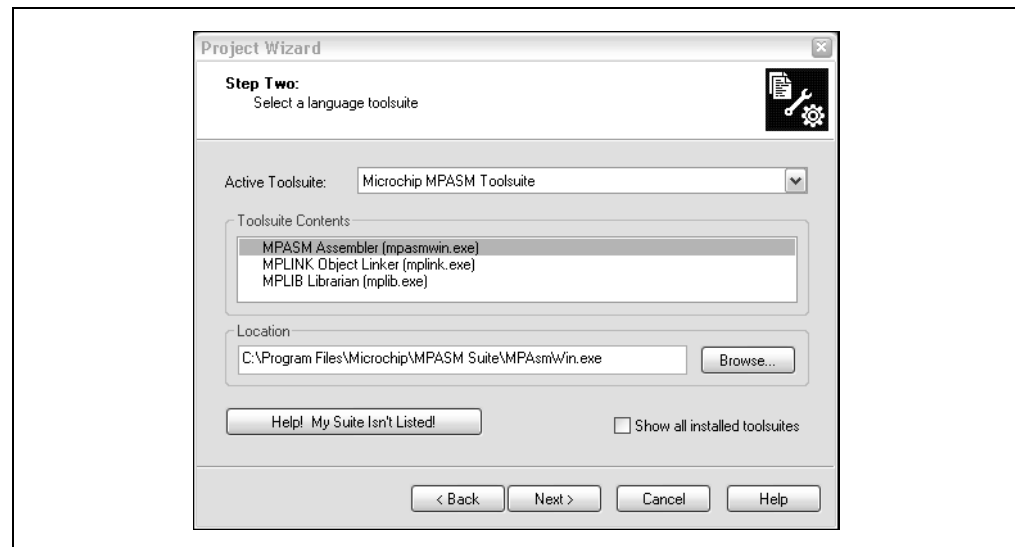 Project Wizard
Step Two:
Select a language toolsuite
Active Toolsuite: Microchip MPASM Toolsuite
Toolsuite Contents
MPASM Assembler (mpasmwin.exe)
MPLINK Object Linker (mplink.exe)
MPLIB Librarian (mplib.exe)
Location
C:\Program Files\Microchip\MPASM Suite\MPAsmWin.exe Browse...
Help! My Suite Isn't Listed! Show all installed toolsuites
< Back Next > Cancel Help